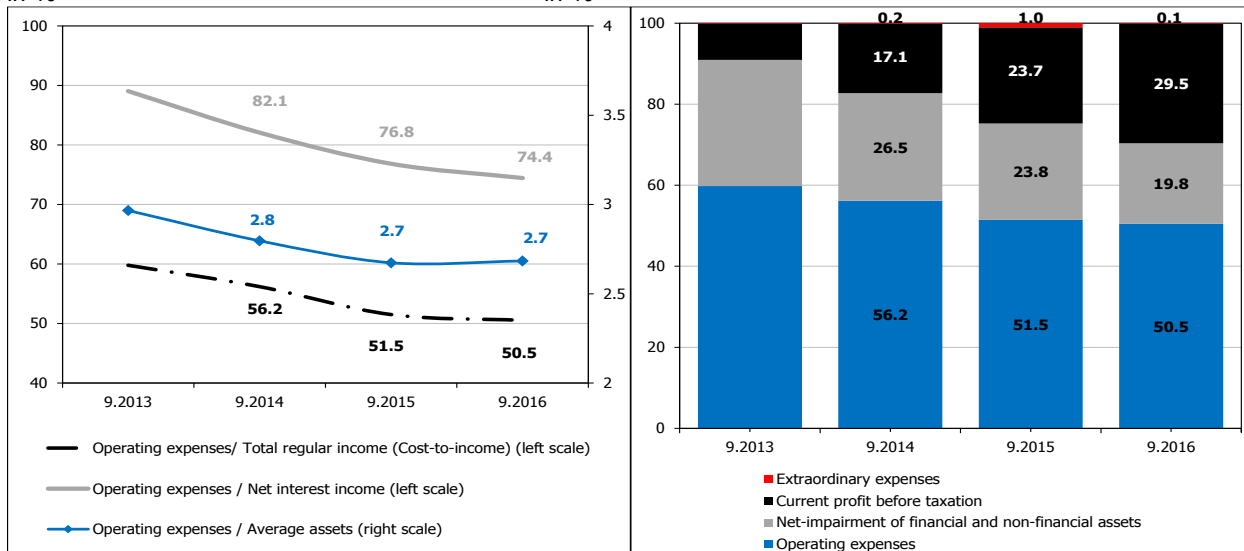 100
90
80
70
60
50
40
4
3.5
3
2.5
2
82.1
76.8
74.4
2.8
2.7
2.7
56.2
51.5
50.5
9.2013 9.2014 9.2015 9.2016
Operating expenses/ Total regular income (Cost-to-income) (left scale)
Operating expenses / Net interest income (left scale)
Operating expenses / Average assets (right scale)
100
80
60
40
20
0
0.2 1.0 0.1
17.1 23.7 29.5
26.5 23.8 19.8
56.2 51.5 50.5
9.2013 9.2014 9.2015 9.2016
Extraordinary expenses
Current profit before taxation
Net-impairment of financial and non-financial assets
Operating expenses